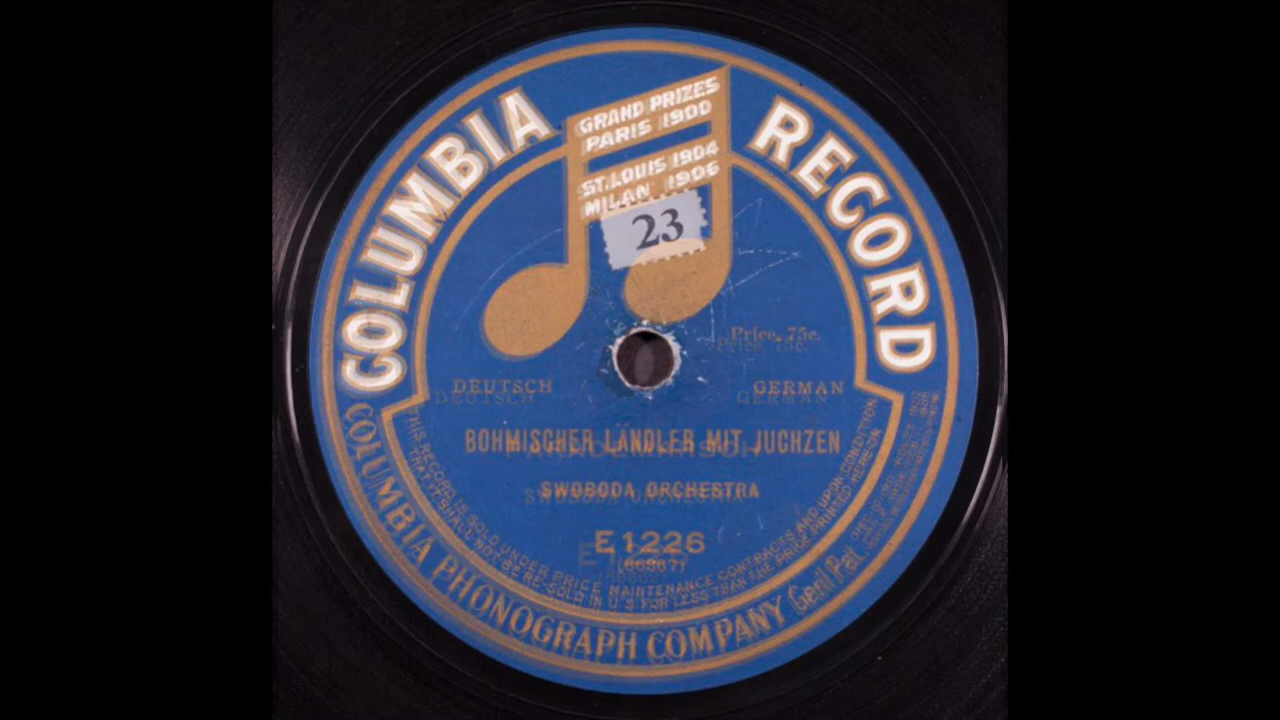 COLUMBIA RECORD
GRAND PRIZES
PARIS 1900
ST. LOUIS 1904
MILAN 1906
23
Price, 75c.
DEUTSCH GERMAN
BOHMISCHER LÄNDLER MIT JUCHZEN
SWOBODA ORCHESTRA
E1226
THIS RECORD IS SOLD UNDER PRICE MAINTENANCE CONTRACTS AND UPON CONDITION
THAT IT SHALL NOT BE RE-SOLD IN U.S. FOR LESS THAN THE PRICE PRINTED HEREON
COLUMBIA PHONOGRAPH COMPANY Gen'l